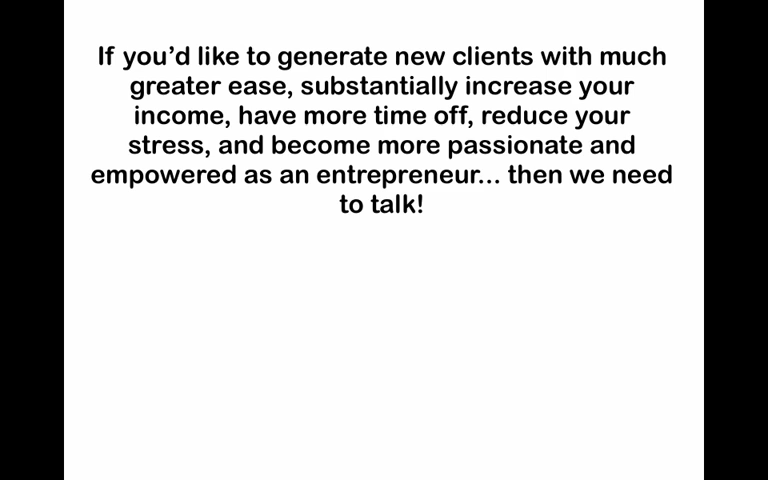 If you’d like to generate new clients with much
greater ease, substantially increase your
income, have more time off, reduce your
stress, and become more passionate and
empowered as an entrepreneur... then we need
to talk!